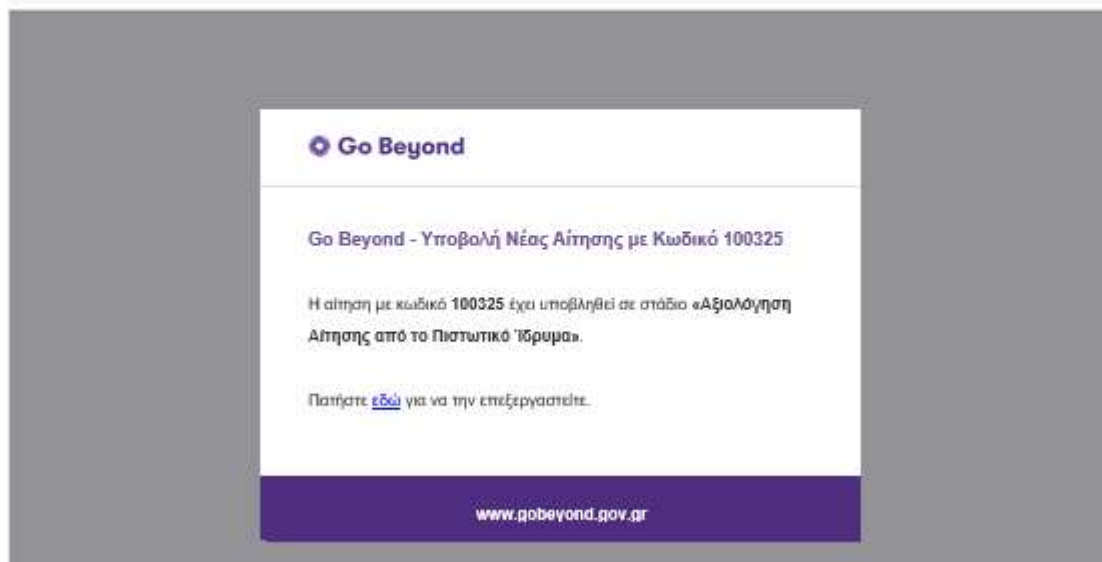 Go Beyond
Go Beyond - Υποβολή Νέας Αίτησης με Κωδικό 100325
Η αίτηση με κωδικό 100325 έχει υποβληθεί σε στάδιο «Αξιολόγηση
Αίτησης από το Πιστωτικό Ίδρυμα».
Πατήστε εδώ για να την επεξεργαστείτε.
www.gobeyond.gov.gr